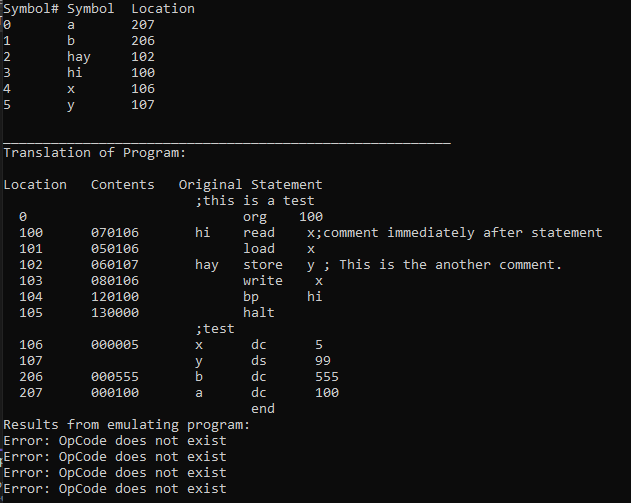 Symbol# Symbol Location
0 a 207
1 b 206
2 hay 102
3 hi 100
4 x 106
5 y 107
Translation of Program:
Location Contents Original Statement
;this is a test
0 org 100
100 070106 hi read x;comment immediately after statement
101 050106 load x
102 060107 hay store y ; This is the another comment.
103 080106 write x
104 120100 bp hi
105 130000 halt
;test
106 000005 x dc 5
107 y ds 99
206 000555 b dc 555
207 000100 a dc 100
end
Results from emulating program:
Error: OpCode does not exist
Error: OpCode does not exist
Error: OpCode does not exist
Error: OpCode does not exist